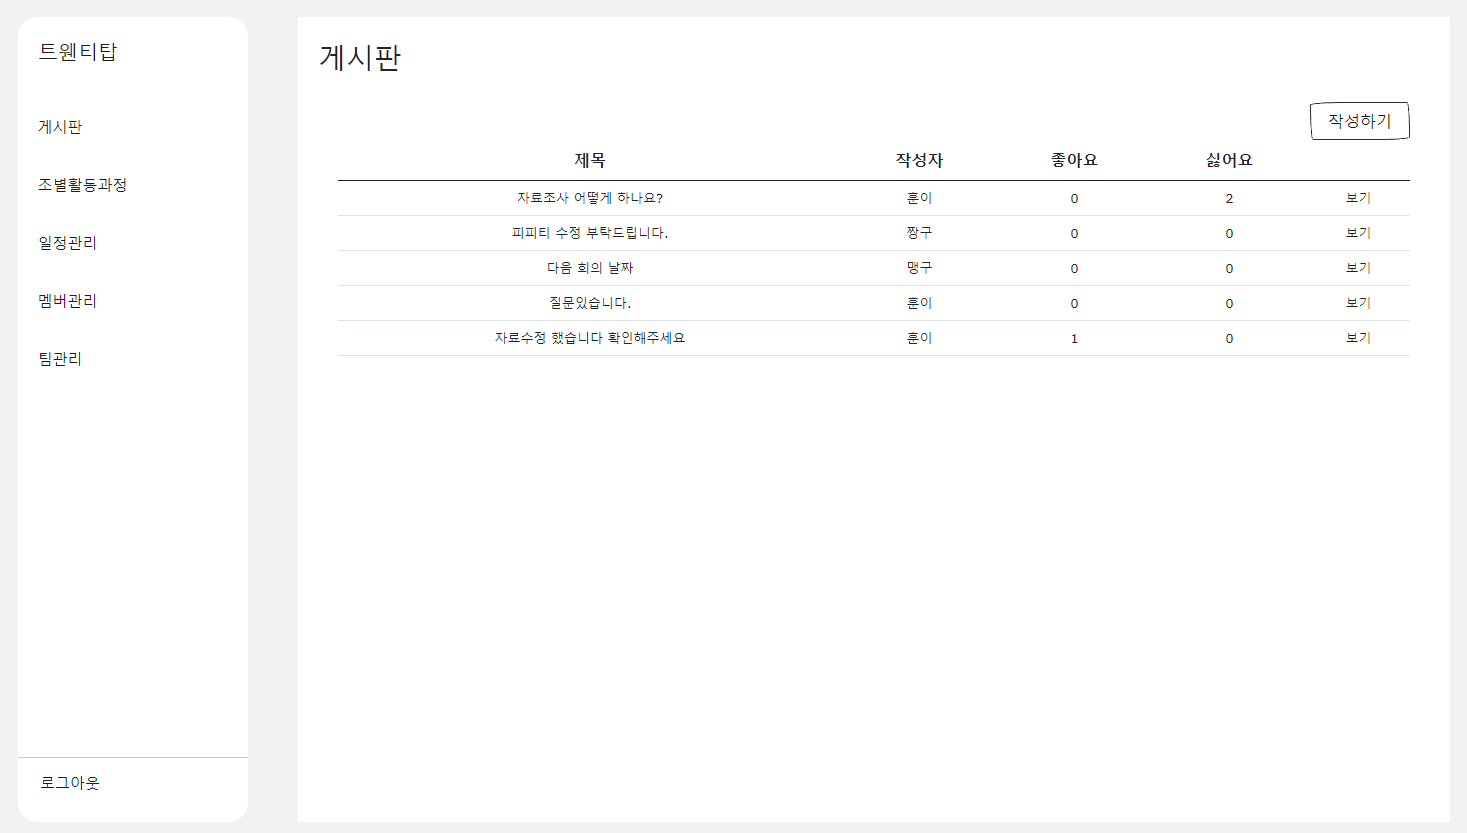 트웬티탑
게시판
조별활동과정
일정관리
멤버관리
팀관리
로그아웃
게시판
작성하기
제목 작성자 좋아요 싫어요
자료조사 어떻게 하나요? 훈이 0 2 보기
피피티 수정 부탁드립니다. 짱구 0 0 보기
다음 회의 날짜 맹구 0 0 보기
질문있습니다. 훈이 0 0 보기
자료수정 했습니다 확인해주세요 훈이 1 0 보기